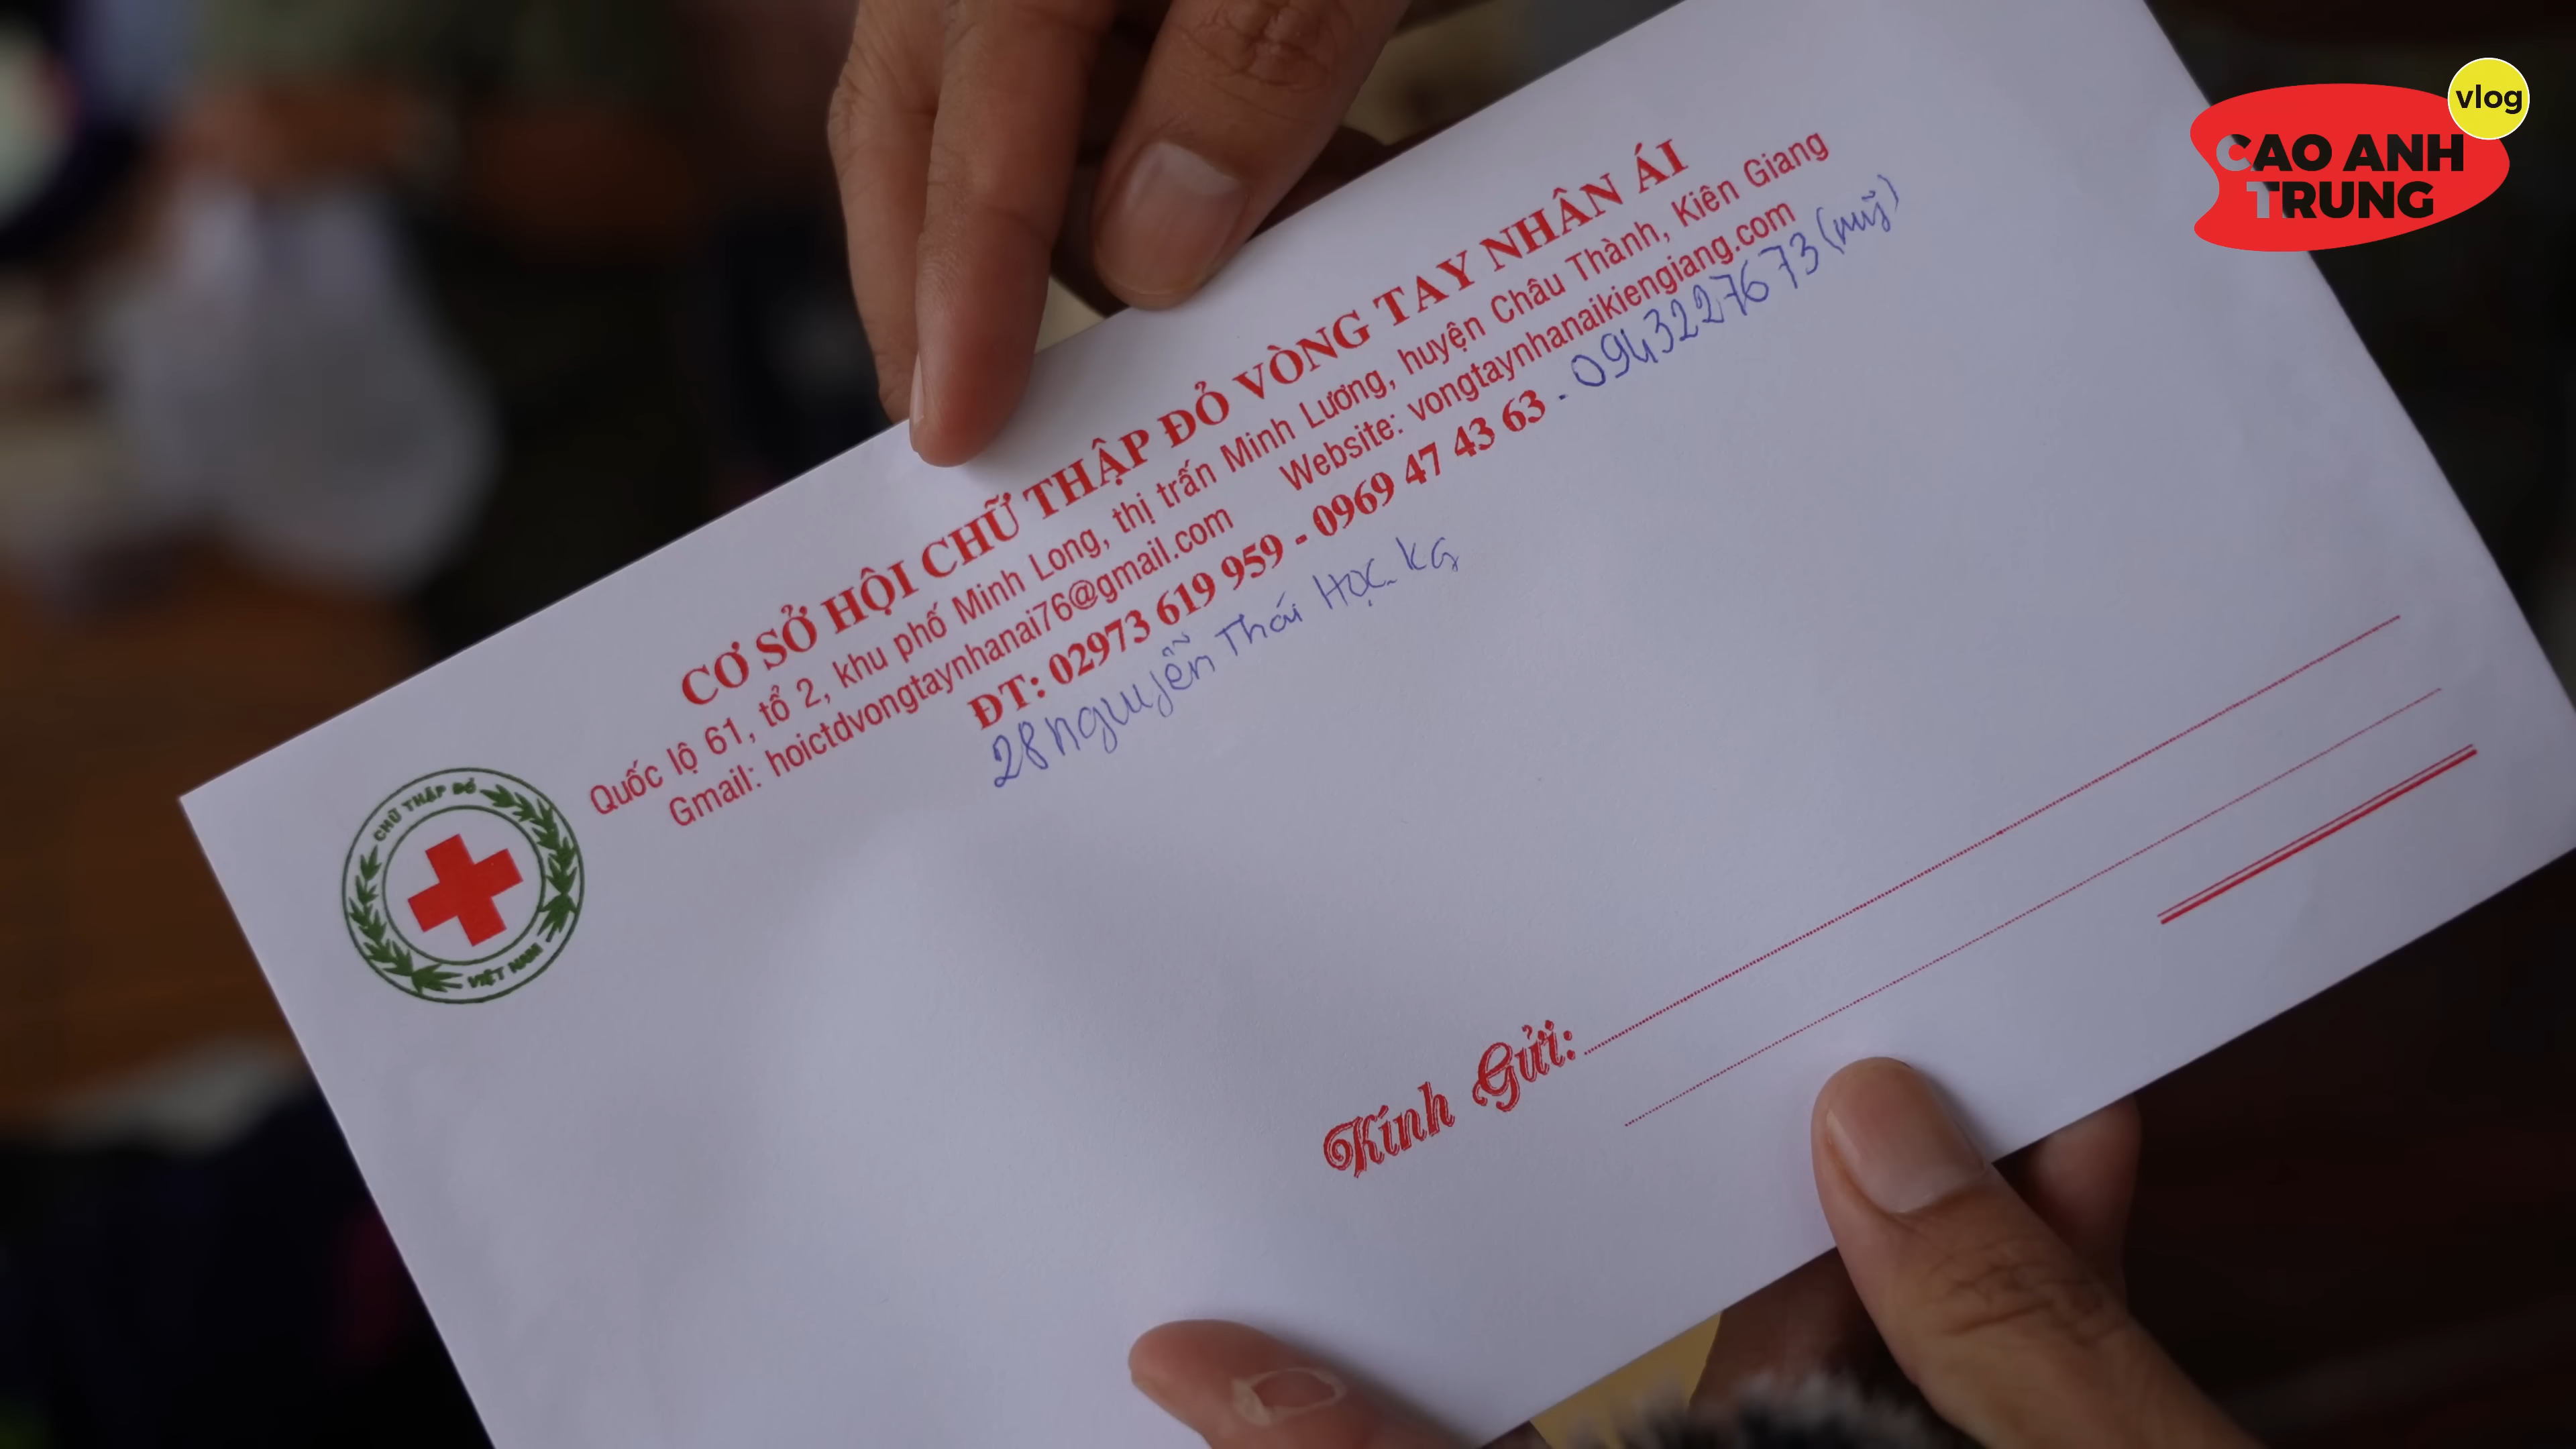 vlog
CAO ANH
TRUNG
CƠ SỞ HỘI CHỮ THẬP ĐỎ VÒNG TAY NHÂN ÁI
Quốc lộ 61, tổ 2, khu phố Minh Long, thị trấn Minh Lương, huyện Châu Thành, Kiên Giang
Gmail: hoictdvongtaynhanai76@gmail.com Website: vongtaynhanaikiengiang.com
ĐT: 02973 619 959 - 0969 47 43 63 - 0943227673 (mỹ)
28 nguyễn Thái Học_ KG
CHỮ THẬP ĐỎ
VIỆT NAM
Kính Gửi: